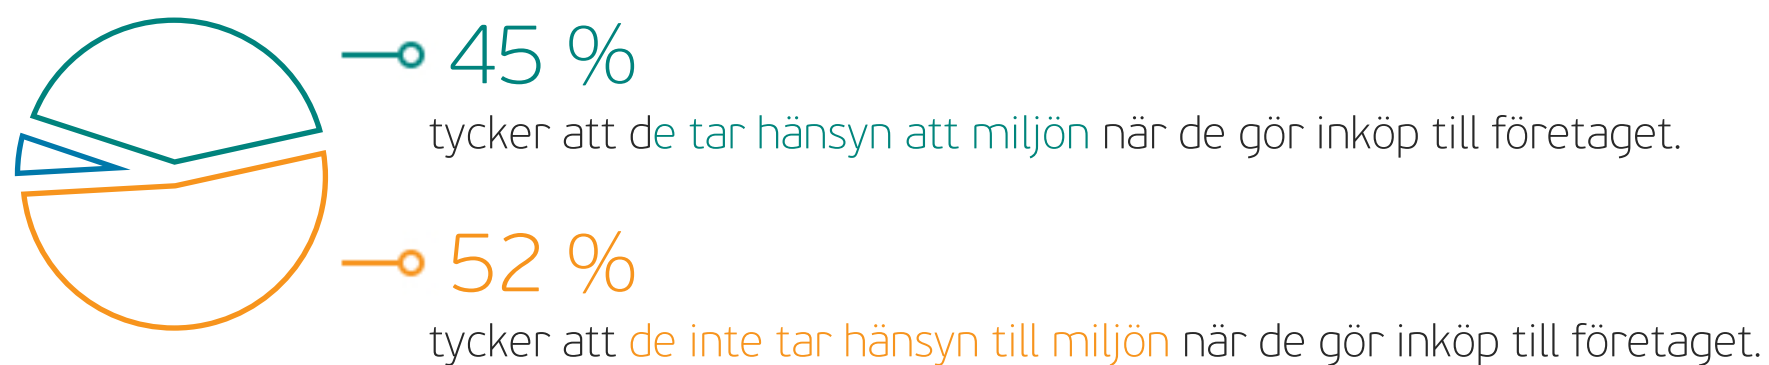 45 %
tycker att de tar hänsyn att miljön när de gör inköp till företaget.
52 %
tycker att de inte tar hänsyn till miljön när de gör inköp till företaget.